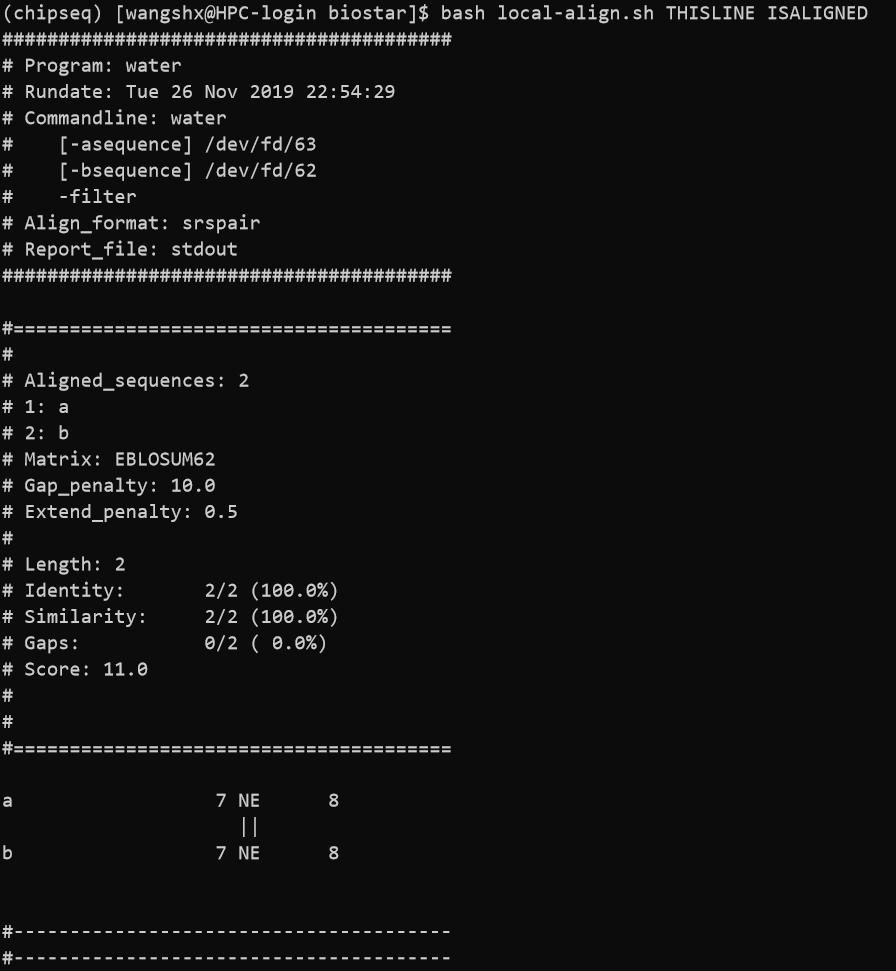 (chipseq) [wangshx@HPC-login biostar]$ bash local-align.sh THISLINE ISALIGNED
########################################
# Program: water
# Rundate: Tue 26 Nov 2019 22:54:29
# Commandline: water
#    [-asequence] /dev/fd/63
#    [-bsequence] /dev/fd/62
#    -filter
# Align_format: srspair
# Report_file: stdout
########################################

#=======================================
#
# Aligned_sequences: 2
# 1: a
# 2: b
# Matrix: EBLOSUM62
# Gap_penalty: 10.0
# Extend_penalty: 0.5
#
# Length: 2
# Identity:       2/2 (100.0%)
# Similarity:     2/2 (100.0%)
# Gaps:           0/2 ( 0.0%)
# Score: 11.0
#
#
#=======================================

a                  7 NE      8
                     ||
b                  7 NE      8


#---------------------------------------
#---------------------------------------